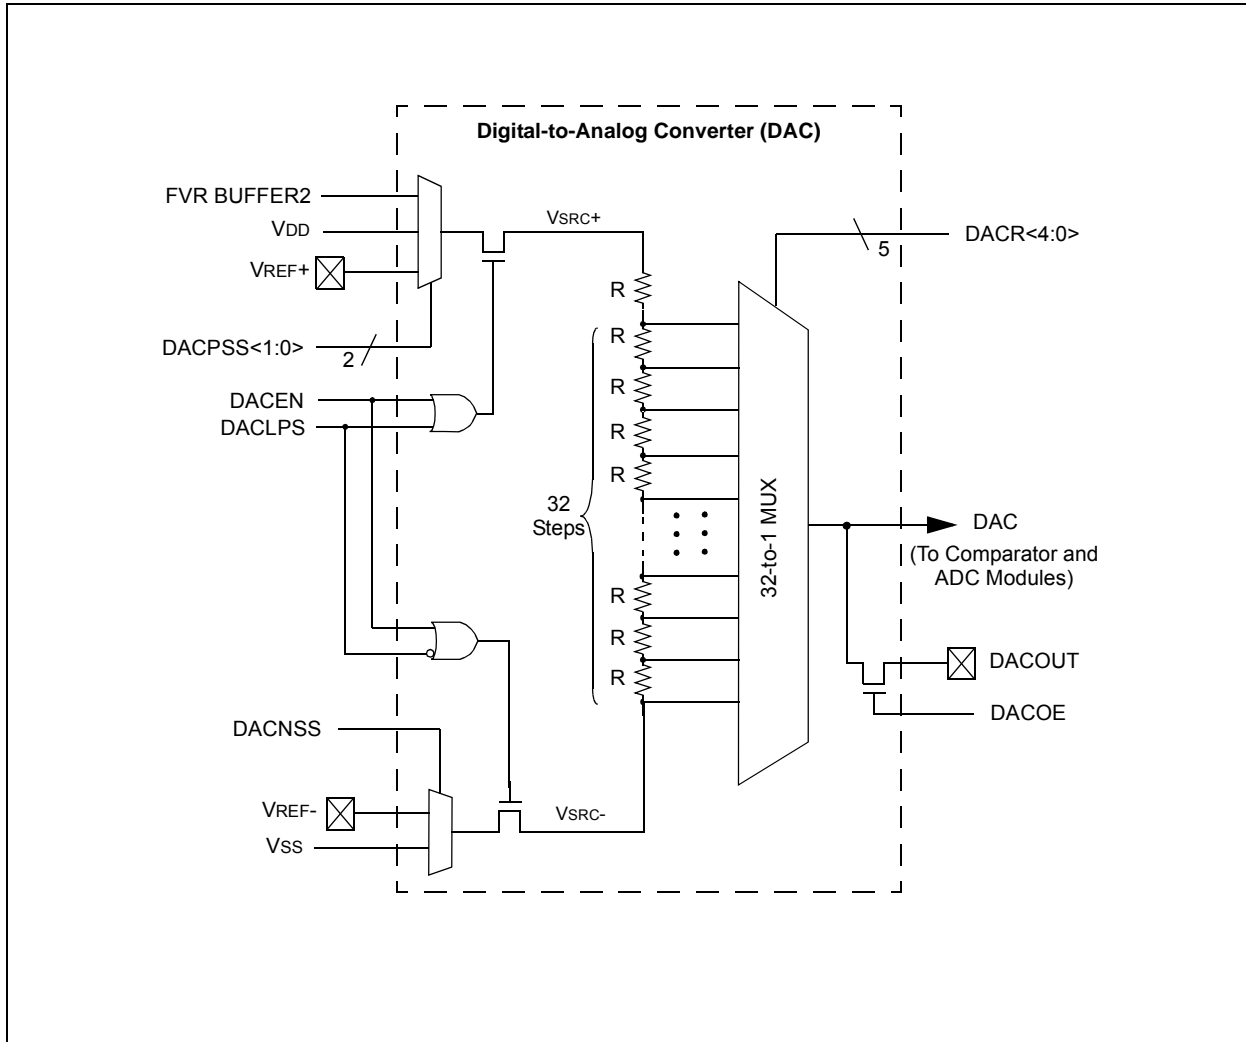 Digital-to-Analog Converter (DAC)
FVR BUFFER2
VDD
VREF+
VSRC+
DACR<4:0>
5
DACPSS<1:0>
2
DACEN
DACLPS
R
R
R
R
R
32
Steps
R
R
R
32-to-1 MUX
DAC
(To Comparator and
ADC Modules)
DACOUT
DACOE
DACNSS
VREF-
VSRC-
VSS